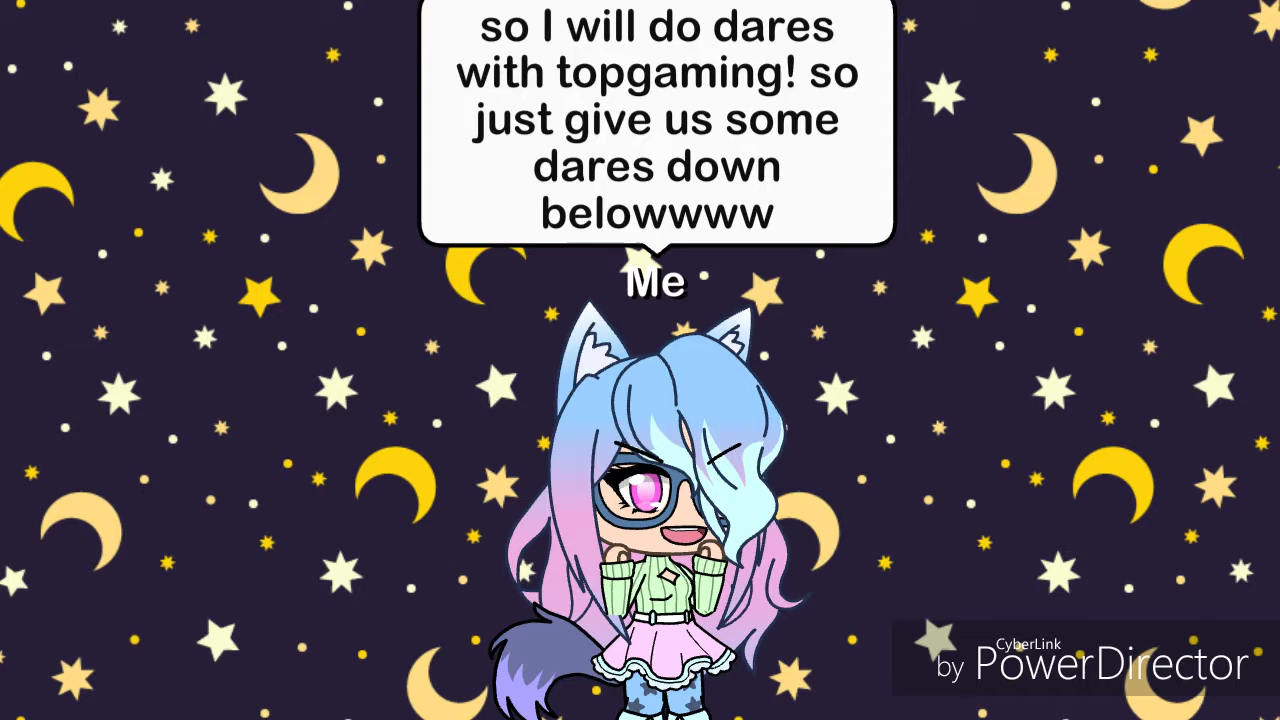 so I will do dares
with topgaming! so
just give us some
dares down
belowwww
Me
CyberLink
by PowerDirector